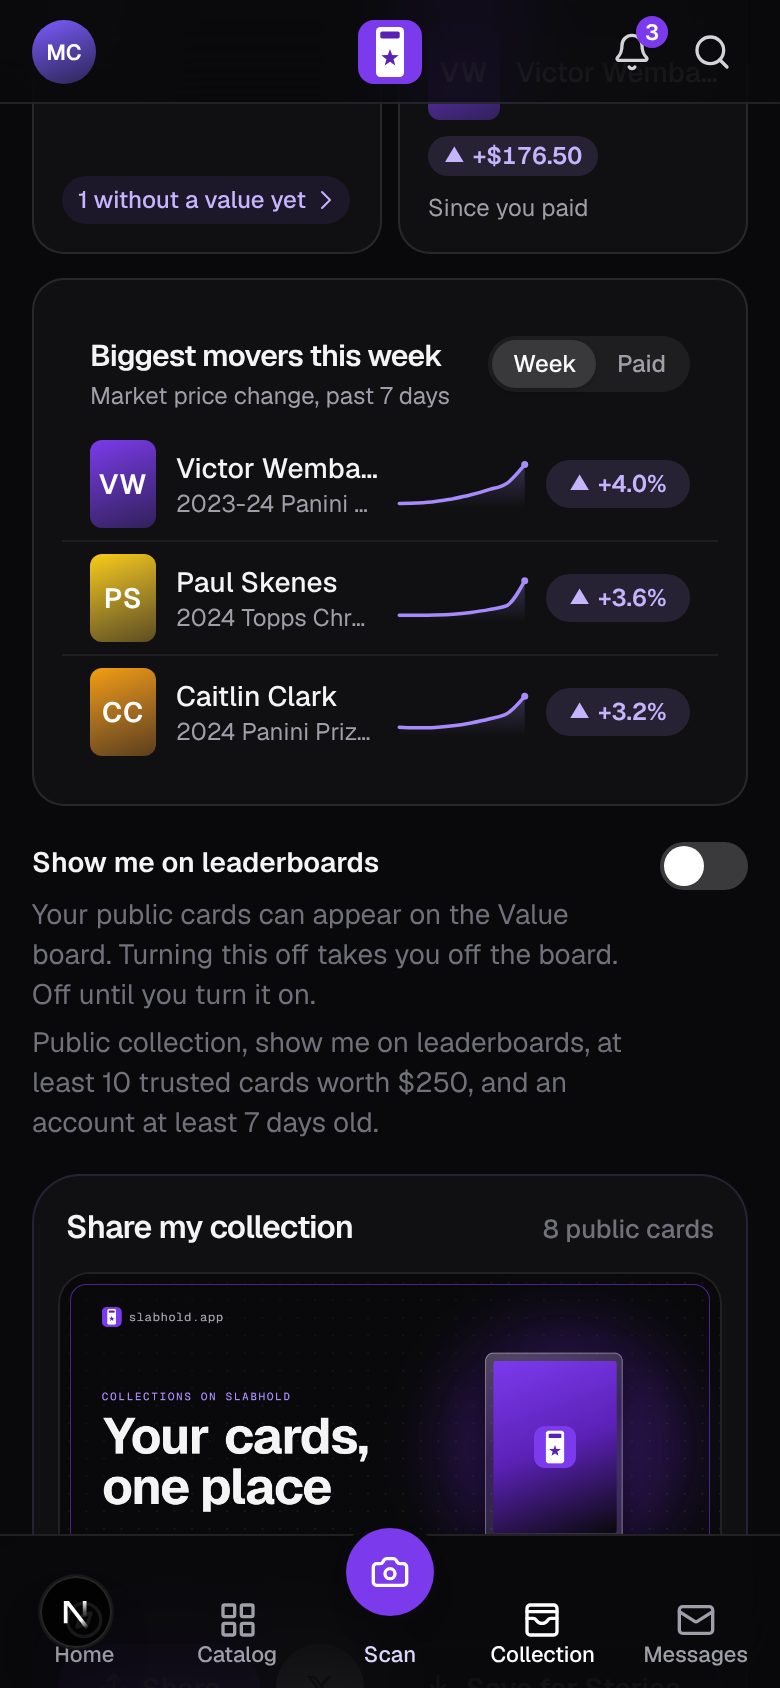 MC
3
VW Victor Wemba...
1 without a value yet
+$176.50
Since you paid
Biggest movers this week
Week
Paid
Market price change, past 7 days
VW
Victor Wemba...
2023-24 Panini ...
+4.0%
PS
Paul Skenes
2024 Topps Chr...
+3.6%
CC
Caitlin Clark
2024 Panini Priz...
+3.2%
Show me on leaderboards
Your public cards can appear on the Value
board. Turning this off takes you off the board.
Off until you turn it on.
Public collection, show me on leaderboards, at
least 10 trusted cards worth $250, and an
account at least 7 days old.
Share my collection
8 public cards
slabhold.app
COLLECTIONS ON SLABHOLD
Your cards,
one place
N
Home
Catalog
Scan
Collection
Messages
Share
Save for Stories